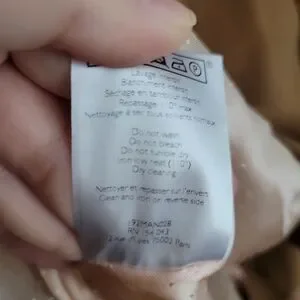 Lavage interdit
Blanchiment interdit
Séchage en tambour interdit
Repassage
Nettoyage à sec tous solvants
Do not wash
Do not bleach
Do not tumble dry
Iron low heat (110°)
Dry cleaning
Nettoyer et repasser sur l'envers
Clean and iron on reverse side
RN
75002 Paris